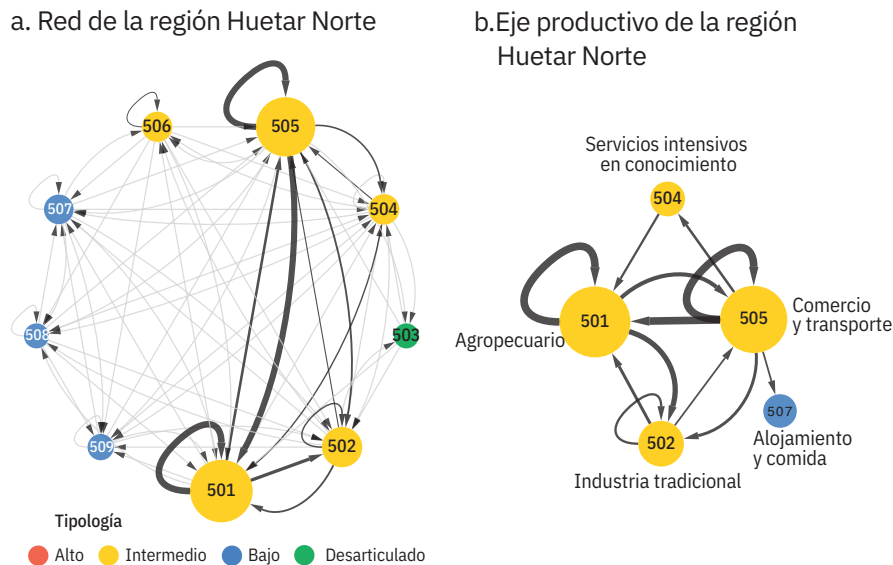 a. Red de la región Huetar Norte
506
505
507
504
508
503
509
502
501
Tipología
Alto
Intermedio
Bajo
Desarticulado
b.Eje productivo de la región
Huetar Norte
Servicios intensivos
en conocimiento
504
501
505
Comercio
y transporte
Agropecuario
507
502
Alojamiento
y comida
Industria tradicional